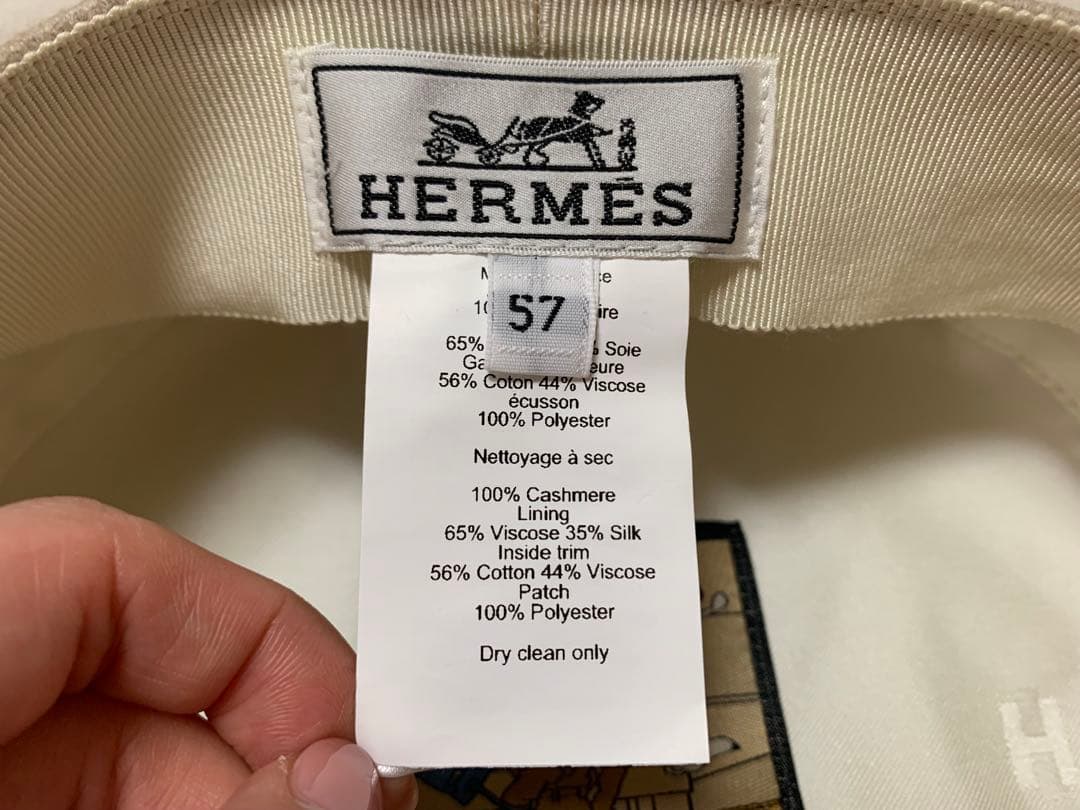 HERMÈS
57
65% Soie
56% Coton 44% Viscose
écusson
100% Polyester
Nettoyage à sec
100% Cashmere
Lining
65% Viscose 35% Silk
Inside trim
56% Cotton 44% Viscose
Patch
100% Polyester
Dry clean only
H